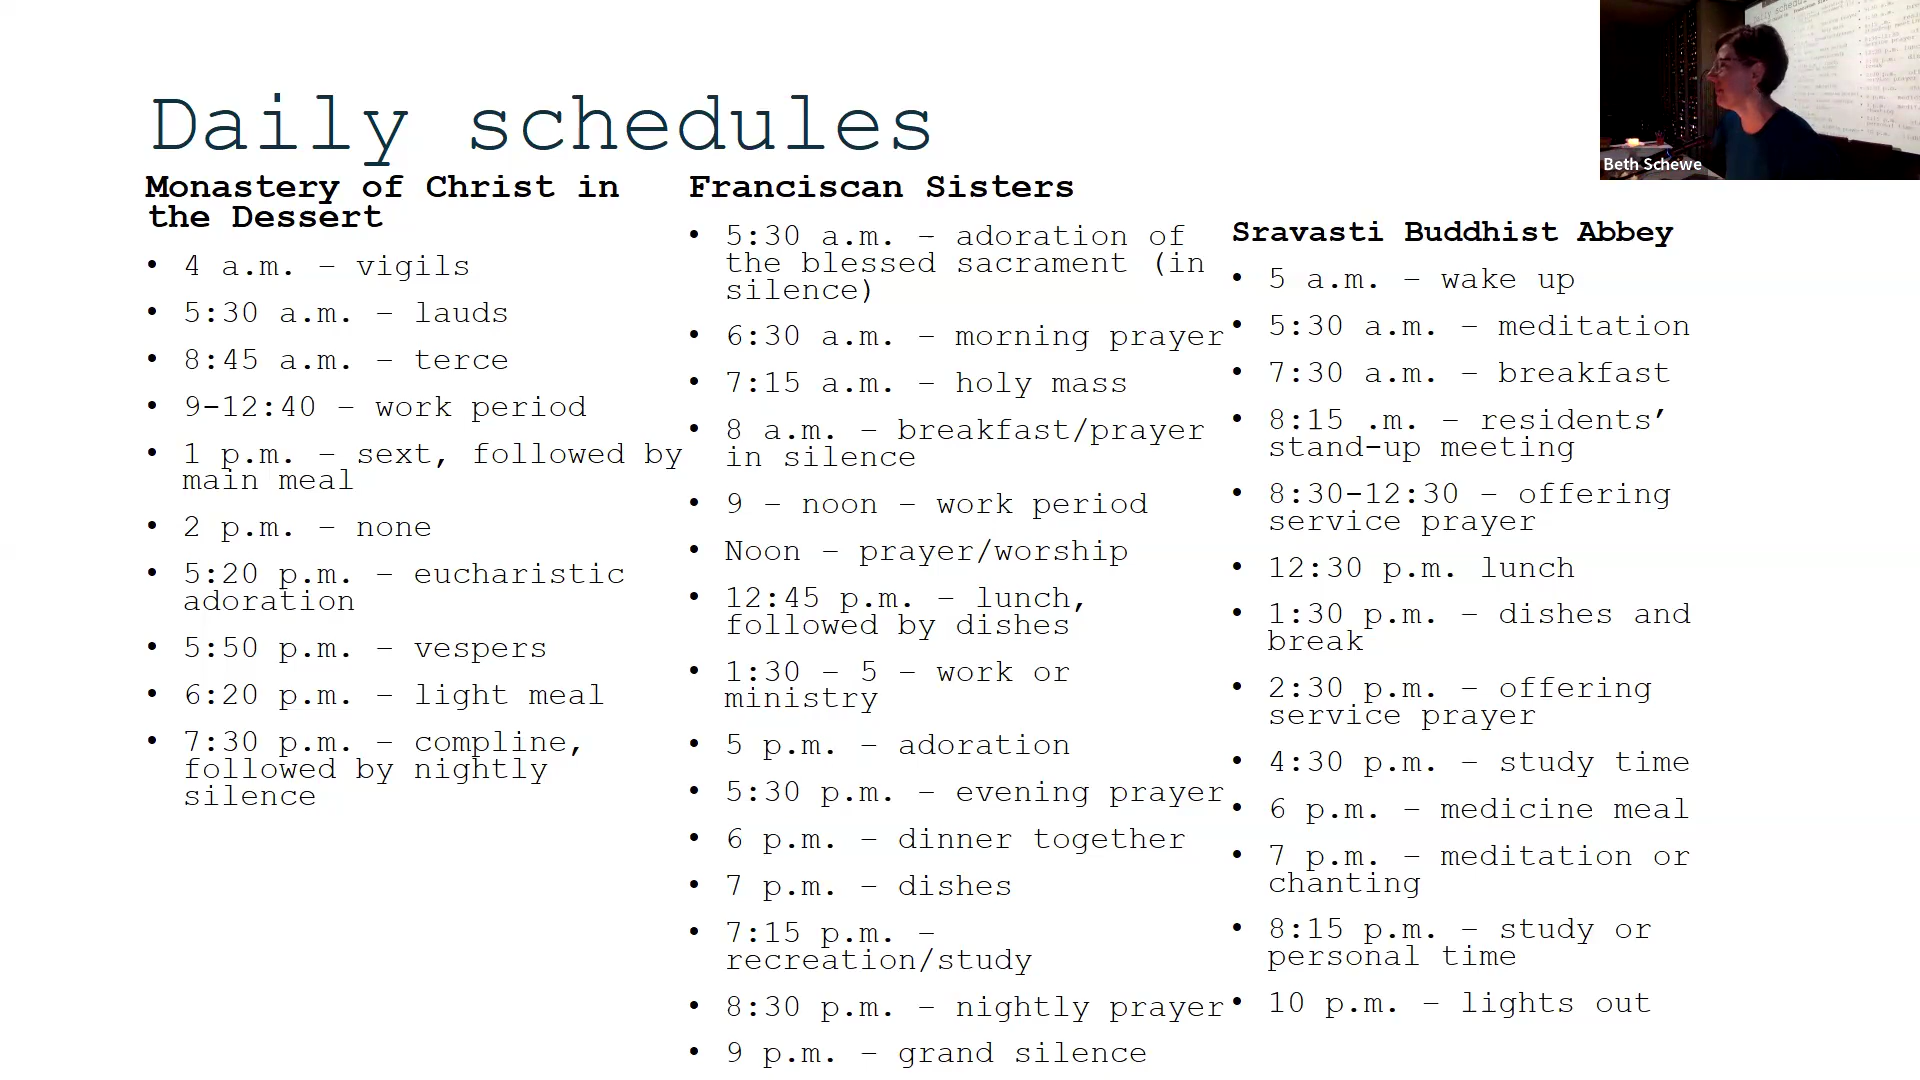 Daily schedules
Monastery of Christ in
the Dessert
• 4 a.m. – vigils
• 5:30 a.m. – lauds
• 8:45 a.m. – terce
• 9-12:40 – work period
• 1 p.m. – sext, followed by
main meal
• 2 p.m. – none
• 5:20 p.m. – eucharistic
adoration
• 5:50 p.m. – vespers
• 6:20 p.m. – light meal
• 7:30 p.m. – compline,
followed by nightly
silence
Franciscan Sisters
• 5:30 a.m. – adoration of
the blessed sacrament (in
silence)
• 6:30 a.m. – morning prayer
• 7:15 a.m. – holy mass
• 8 a.m. – breakfast/prayer
in silence
• 9 – noon – work period
• Noon – prayer/worship
• 12:45 p.m. – lunch,
followed by dishes
• 1:30 – 5 – work or
ministry
• 5 p.m. – adoration
• 5:30 p.m. – evening prayer
• 6 p.m. – dinner together
• 7 p.m. – dishes
• 7:15 p.m. –
recreation/study
• 8:30 p.m. – nightly prayer
• 9 p.m. – grand silence
Sravasti Buddhist Abbey
• 5 a.m. – wake up
• 5:30 a.m. – meditation
• 7:30 a.m. – breakfast
• 8:15 .m. – residents’
stand-up meeting
• 8:30-12:30 – offering
service prayer
• 12:30 p.m. lunch
• 1:30 p.m. – dishes and
break
• 2:30 p.m. – offering
service prayer
• 4:30 p.m. – study time
• 6 p.m. – medicine meal
• 7 p.m. – meditation or
chanting
• 8:15 p.m. – study or
personal time
• 10 p.m. – lights out
Beth Schewe